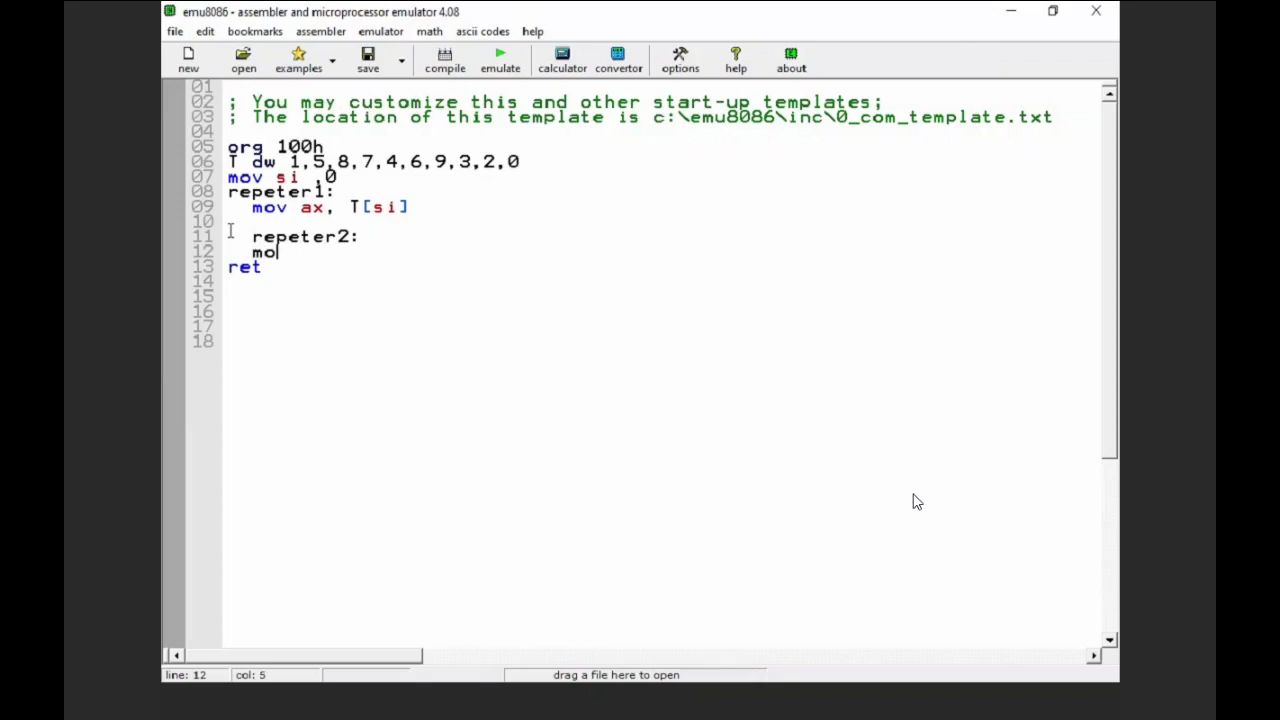 emu8086 - assembler and microprocessor emulator 4.08
file edit bookmarks assembler emulator math ascii codes help
new open examples save compile emulate calculator convertor options help about
01
02 ; You may customize this and other start-up templates;
03 ; The location of this template is c:\emu8086\inc\0_com_template.txt
04
05 org 100h
06 T dw 1,5,8,7,4,6,9,3,2,0
07 mov si ,0
08 repeter1:
09 mov ax, T[si]
10
11 repeter2:
12 mo
13 ret
14
15
16
17
18
line: 12 col: 5 drag a file here to open